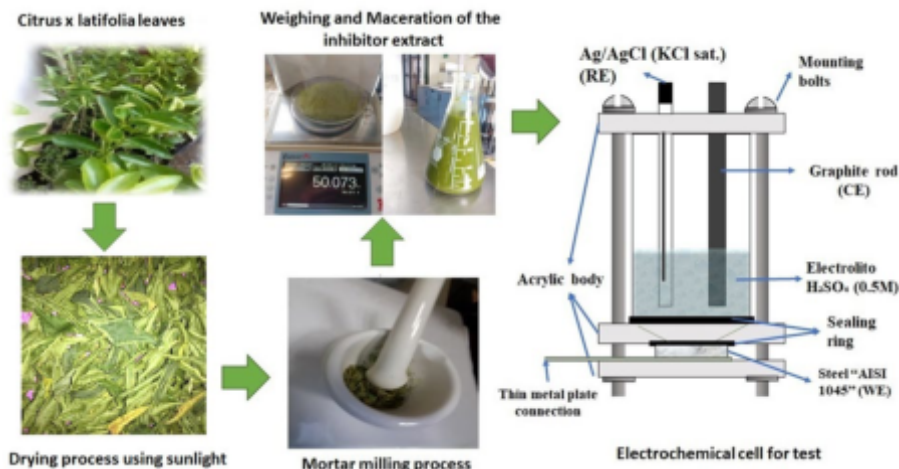 Citrus x latifolia leaves
Drying process using sunlight
Mortar milling process
Weighing and Maceration of the
inhibitor extract
50.073
Ag/AgCl (KCl sat.)
(RE)
Mounting
bolts
Graphite rod
(CE)
Acrylic body
Electrolito
H₂SO₄ (0.5M)
Sealing
ring
Steel "AISI
1045" (WE)
Thin metal plate
connection
Electrochemical cell for test